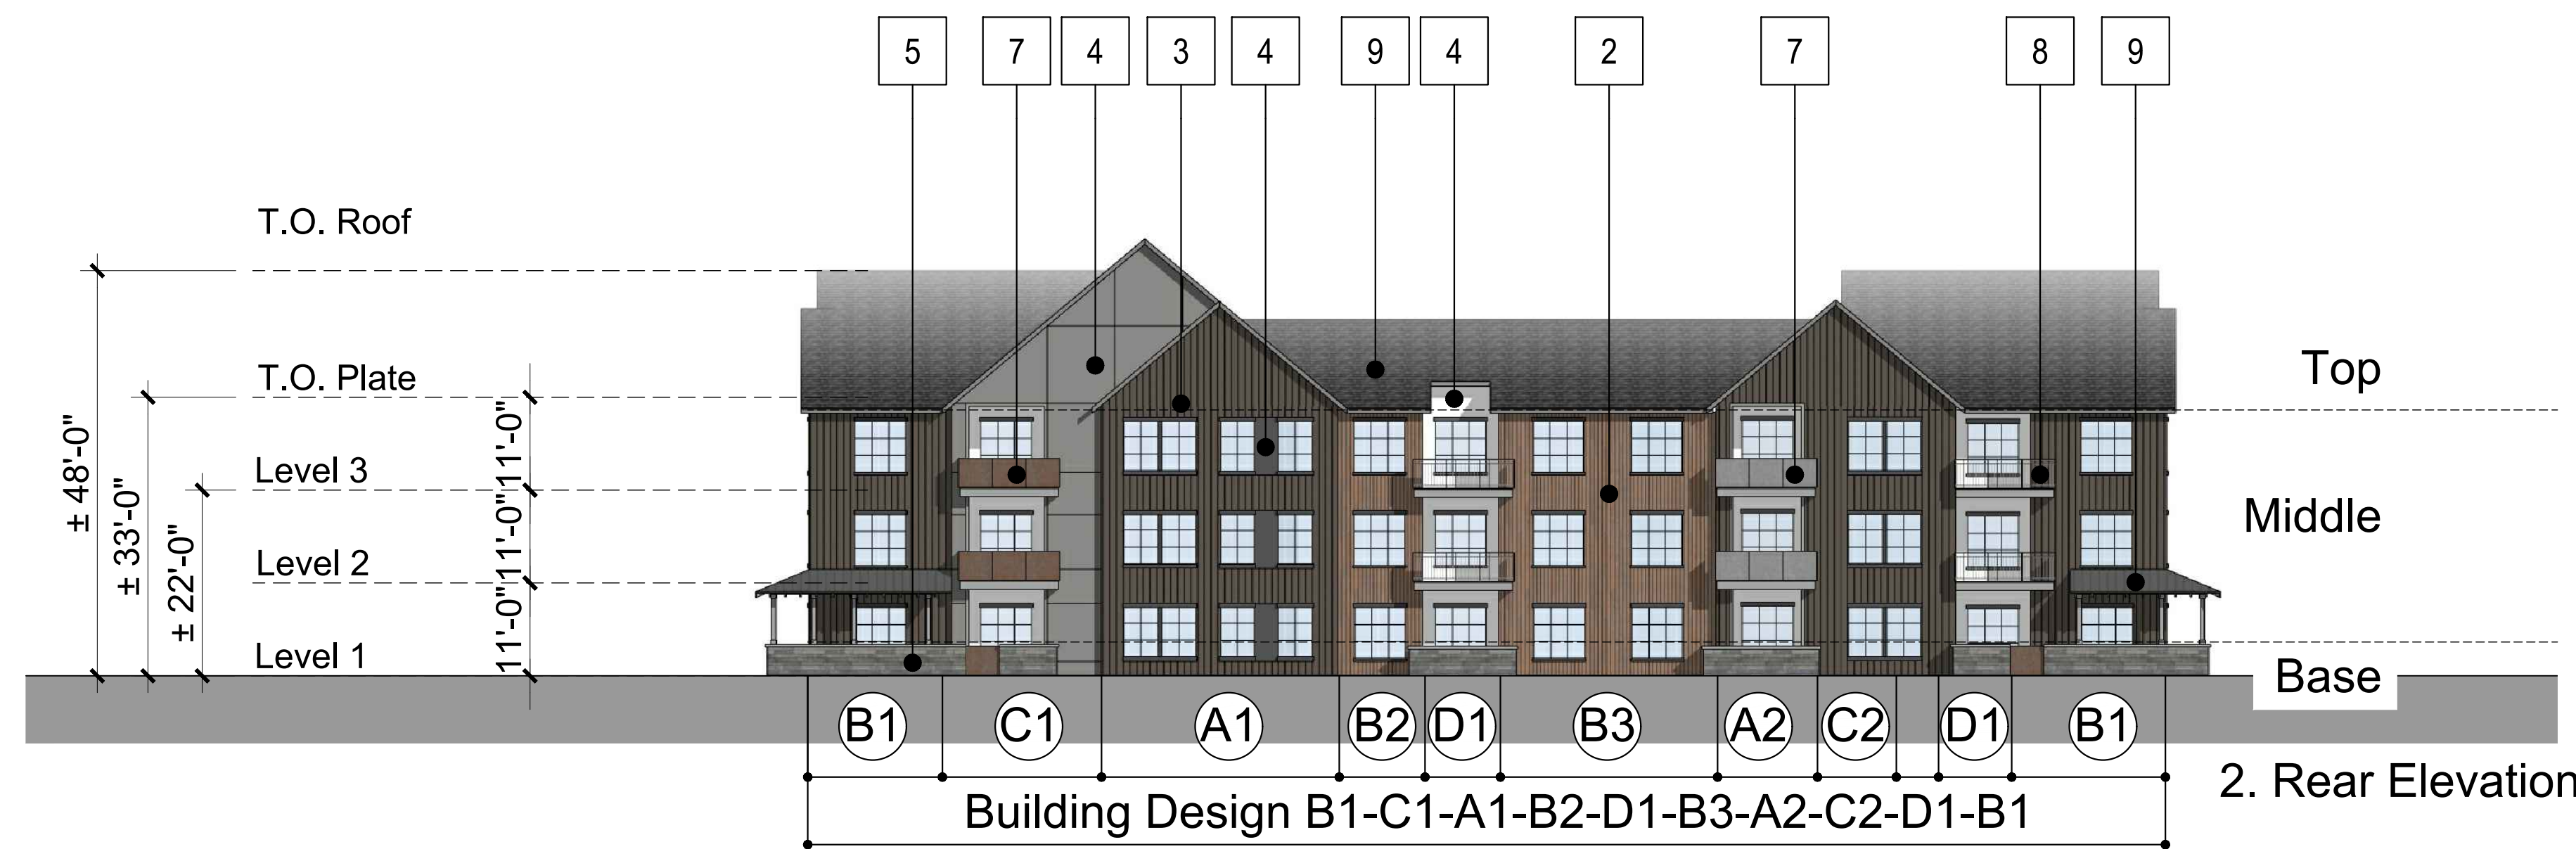 5 7 4 3 4 9 4 2 7 8 9
T.O. Roof
T.O. Plate
Level 3
Level 2
Level 1
± 48'-0"
± 33'-0"
± 22'-0"
11'-0"
11'-0"
11'-0"
Top
Middle
Base
B1 C1 A1 B2 D1 B3 A2 C2 D1 B1
Building Design B1-C1-A1-B2-D1-B3-A2-C2-D1-B1
2. Rear Elevation